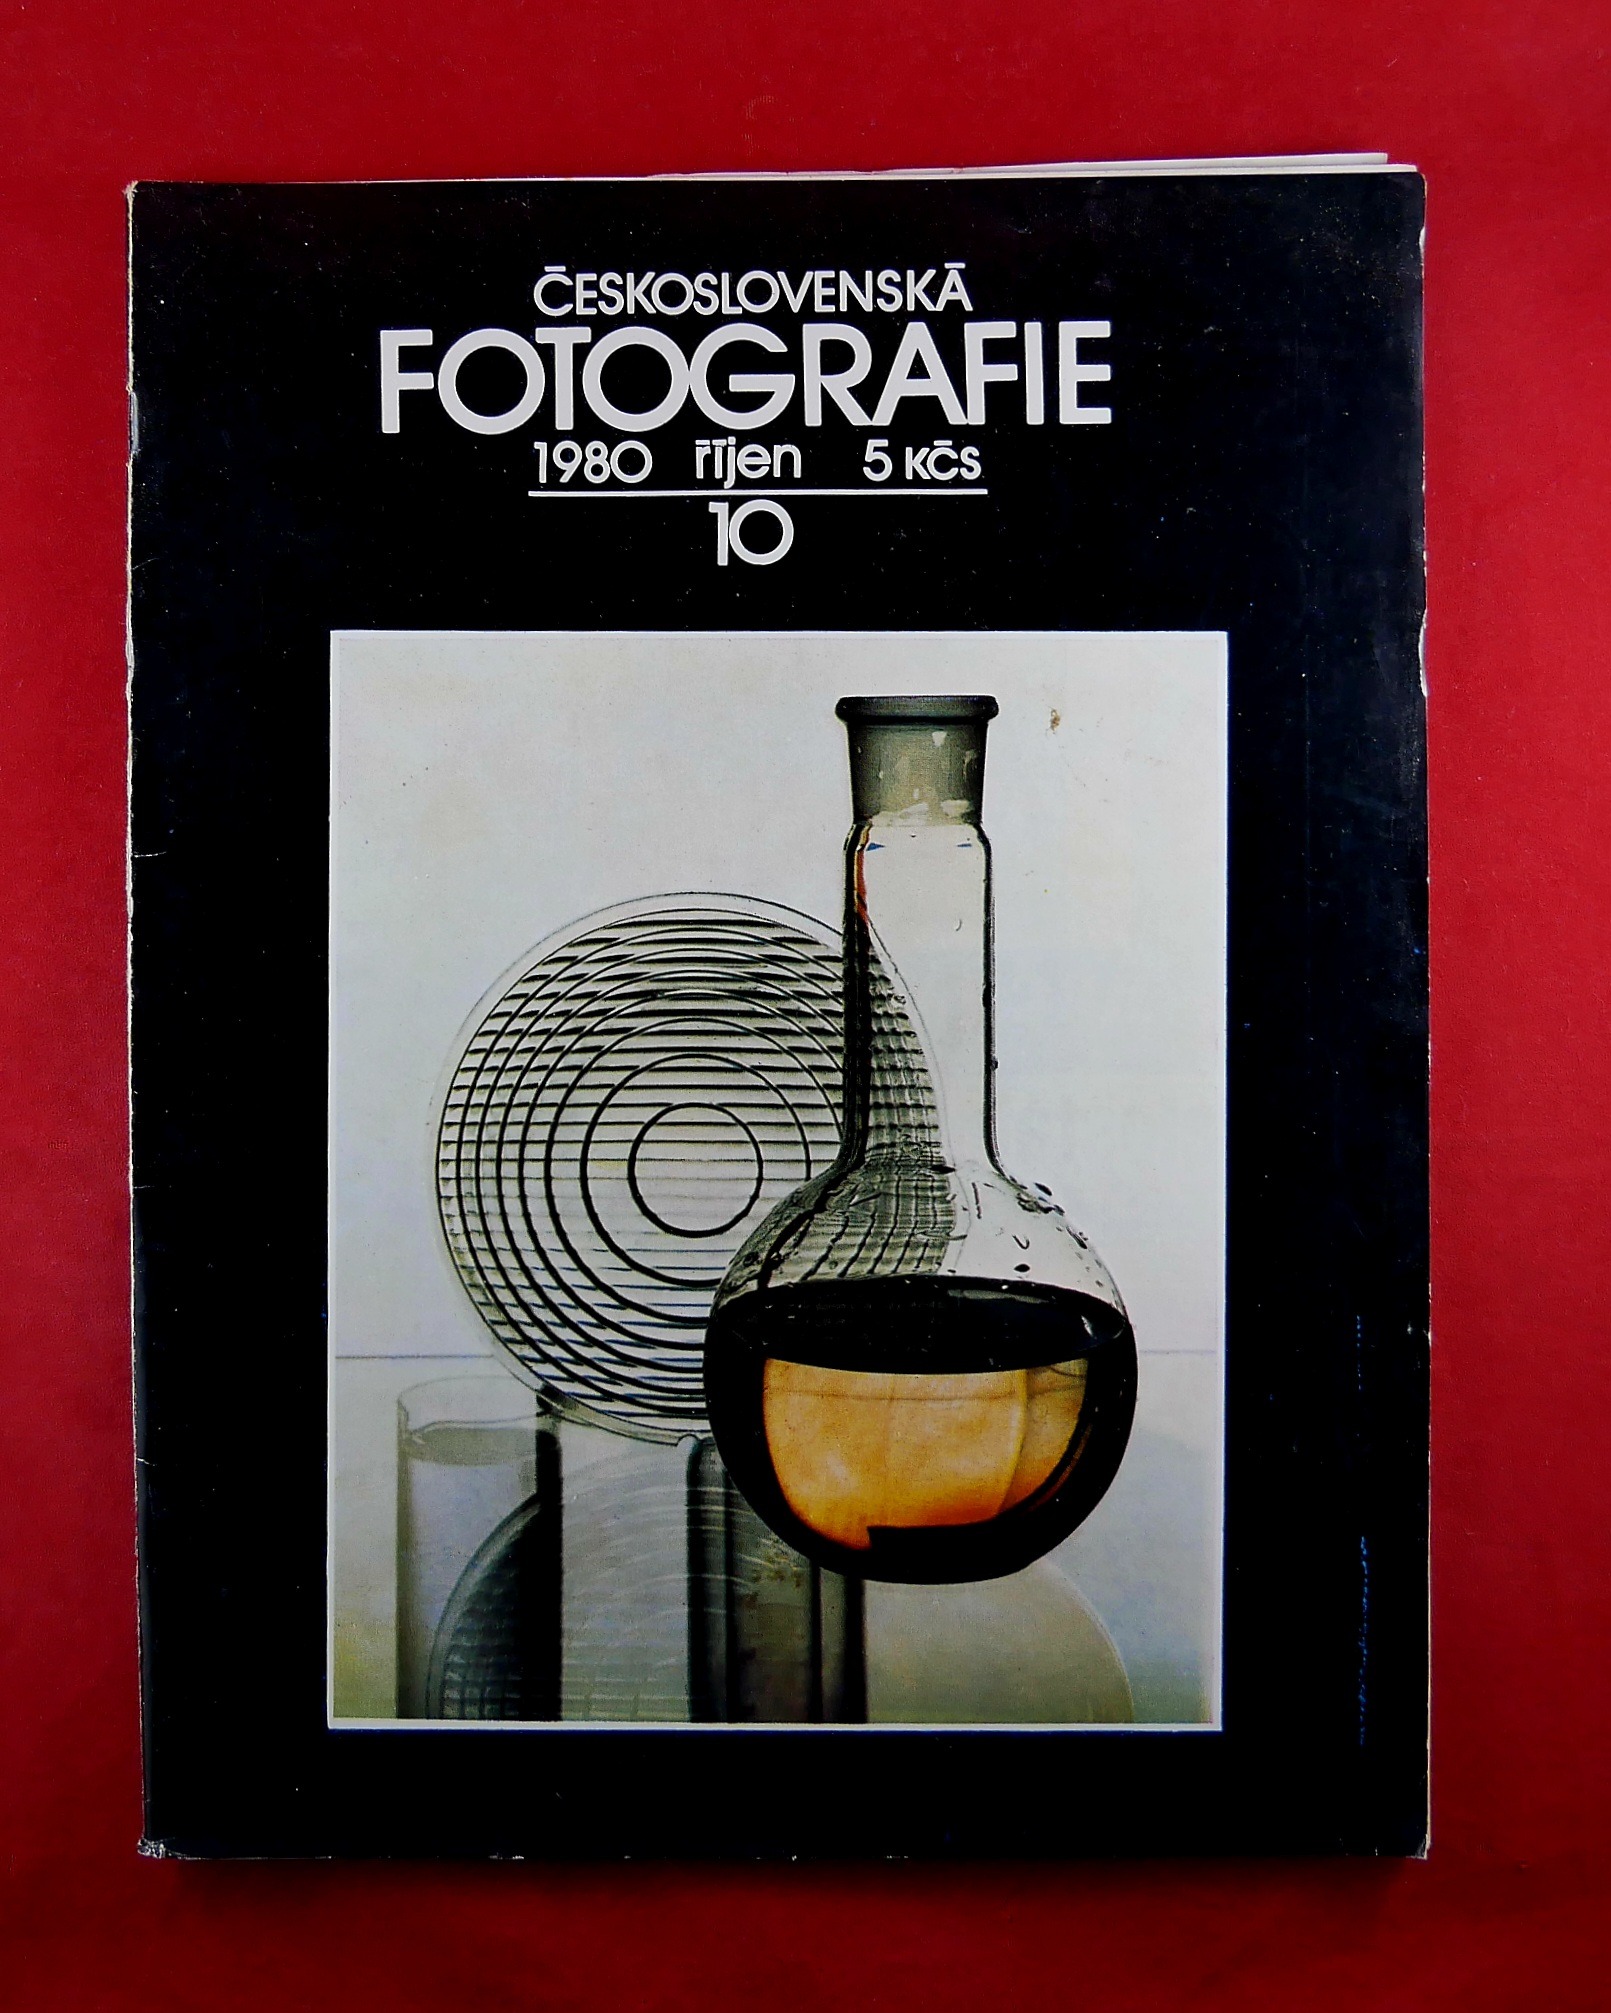 ČESKOSLOVENSKÁ
FOTOGRAFIE
1980 říjen 5 KČS
10